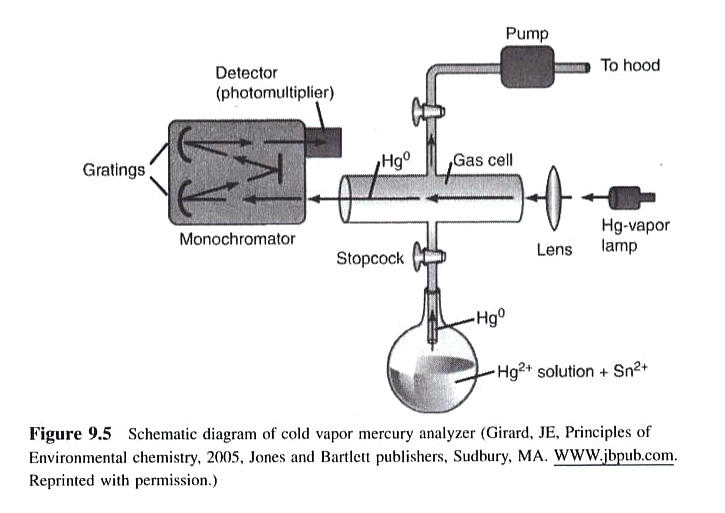 Pump
To hood
Detector
(photomultiplier)
Gratings
Hg⁰
Gas cell
Monochromator
Stopcock
Lens
Hg-vapor
lamp
Hg⁰
Hg²⁺ solution + Sn²⁺
Figure 9.5 Schematic diagram of cold vapor mercury analyzer (Girard, JE, Principles of
Environmental chemistry, 2005, Jones and Bartlett publishers, Sudbury, MA. WWW.jbpub.com.
Reprinted with permission.)